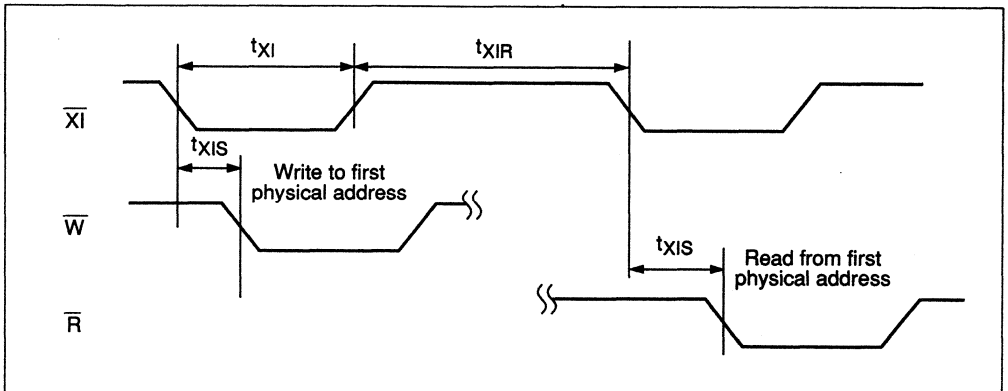 tXI
tXIR
XI
tXIS
Write to first
physical address
W
tXIS
Read from first
physical address
R